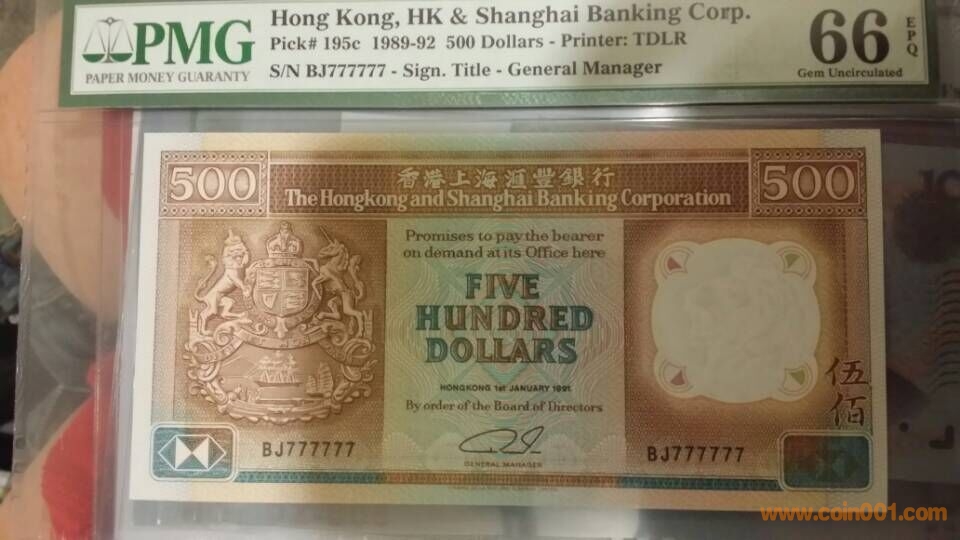 PMG
PAPER MONEY GUARANTY
Hong Kong, HK & Shanghai Banking Corp.
Pick# 195c 1989-92 500 Dollars - Printer: TDLR
S/N BJ777777 - Sign. Title - General Manager
66 EPQ
Gem Uncirculated
500
香港上海滙豐銀行
500
The Hongkong and Shanghai Banking Corporation
Promises to pay the bearer
on demand at its Office here
FIVE
HUNDRED
DOLLARS
HONGKONG 1st JANUARY 1991
By order of the Board of Directors
伍佰
BJ777777
BJ777777
GENERAL MANAGER
www.coin001.com